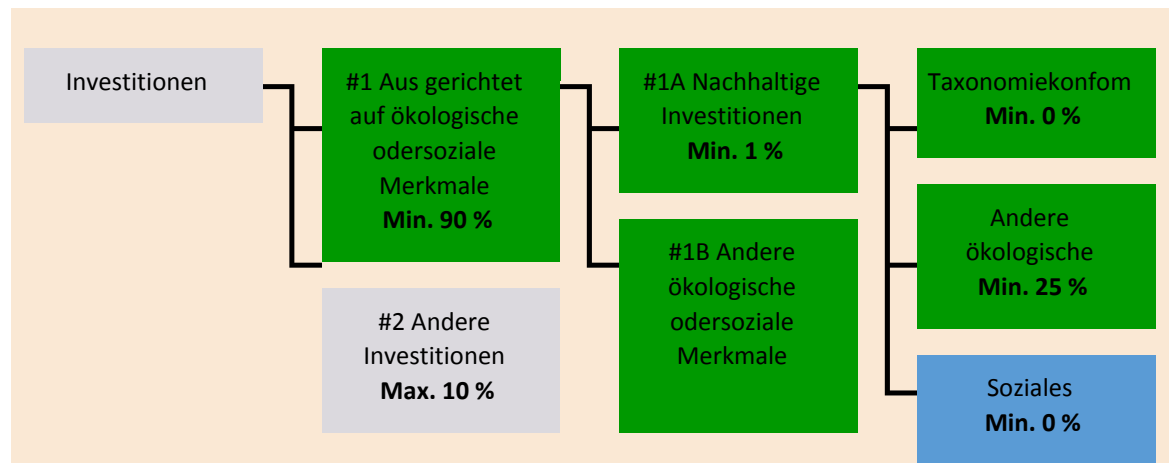 Investitionen
#1 Aus gerichtet
auf ökologische
odersoziale
Merkmale
Min. 90 %
#2 Andere
Investitionen
Max. 10 %
#1A Nachhaltige
Investitionen
Min. 1 %
#1B Andere
ökologische
odersoziale
Merkmale
Taxonomiekonfom
Min. 0 %
Andere
ökologische
Min. 25 %
Soziales
Min. 0 %